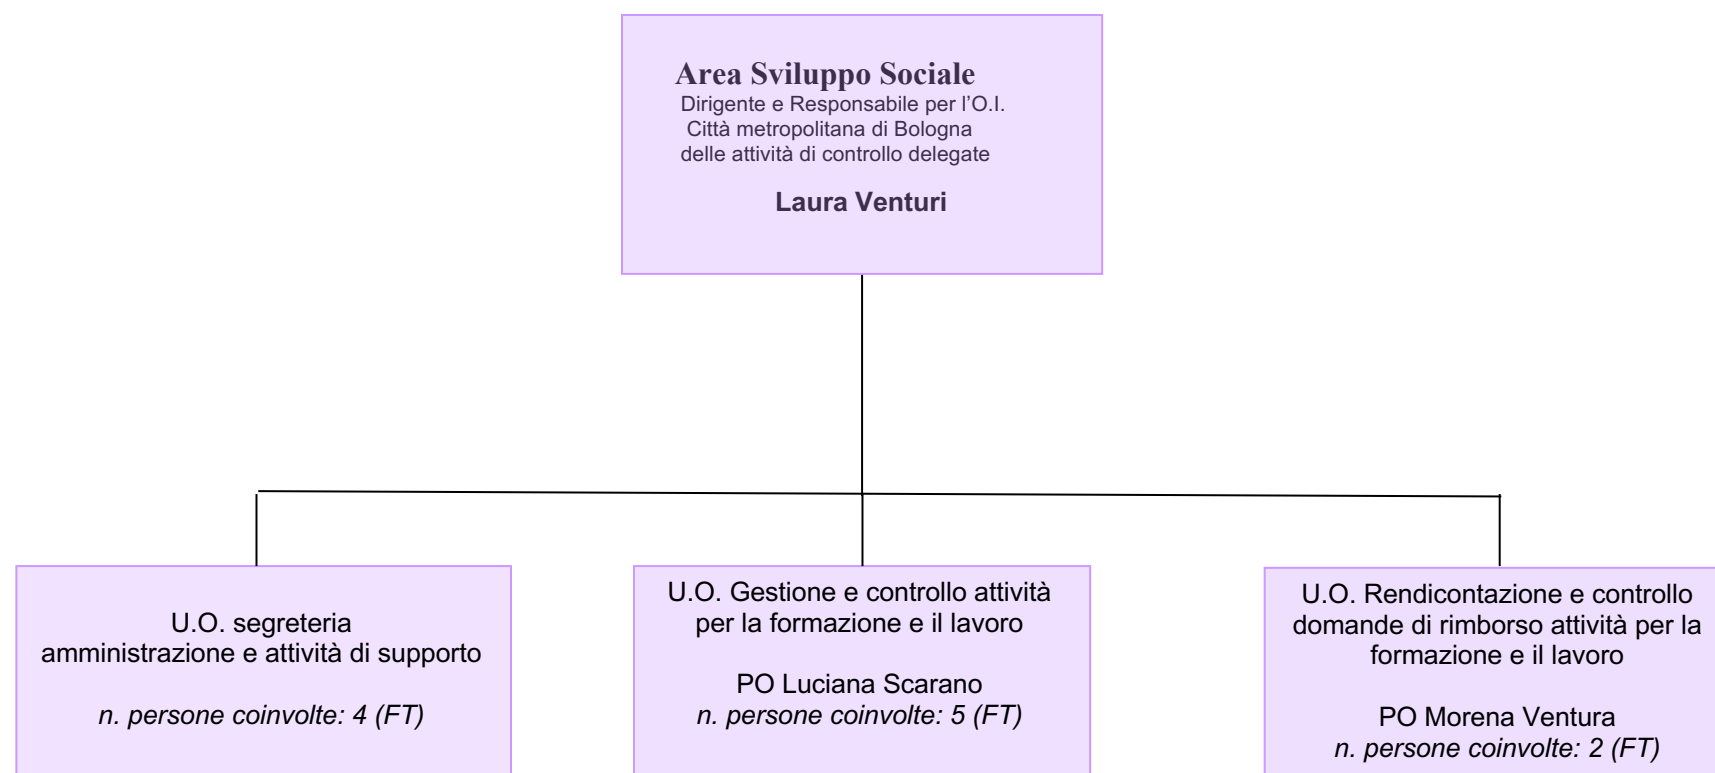 Area Sviluppo Sociale
Dirigente e Responsabile per l’O.I.
Città metropolitana di Bologna
delle attività di controllo delegate
Laura Venturi
U.O. segreteria
amministrazione e attività di supporto
n. persone coinvolte: 4 (FT)
U.O. Gestione e controllo attività
per la formazione e il lavoro
PO Luciana Scarano
n. persone coinvolte: 5 (FT)
U.O. Rendicontazione e controllo
domande di rimborso attività per la
formazione e il lavoro
PO Morena Ventura
n. persone coinvolte: 2 (FT)